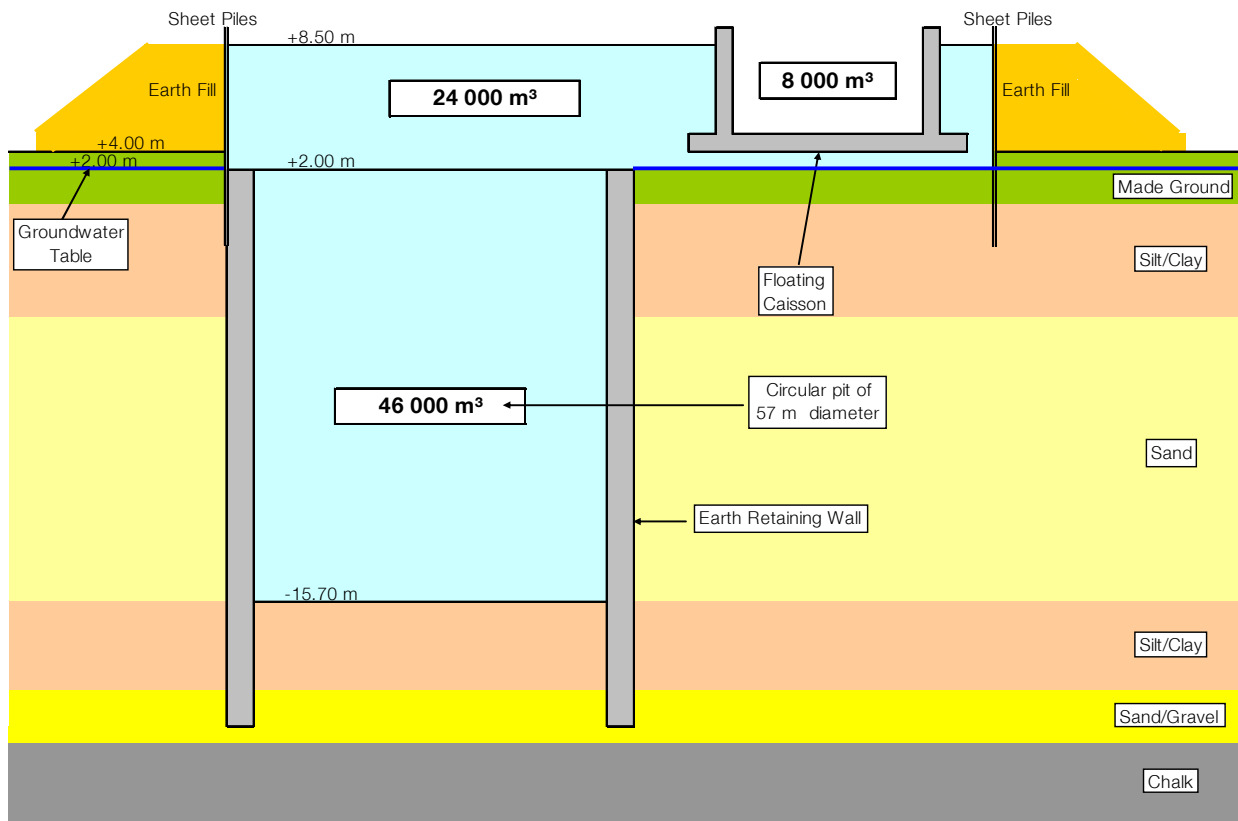 Sheet Piles
Sheet Piles
+8.50 m
24 000 m³
8 000 m³
Earth Fill
Earth Fill
+4.00 m
+2.00 m
+2.00 m
Made Ground
Groundwater
Table
Silt/Clay
Floating
Caisson
46 000 m³
Circular pit of
57 m diameter
Sand
Earth Retaining Wall
-15.70 m
Silt/Clay
Sand/Gravel
Chalk